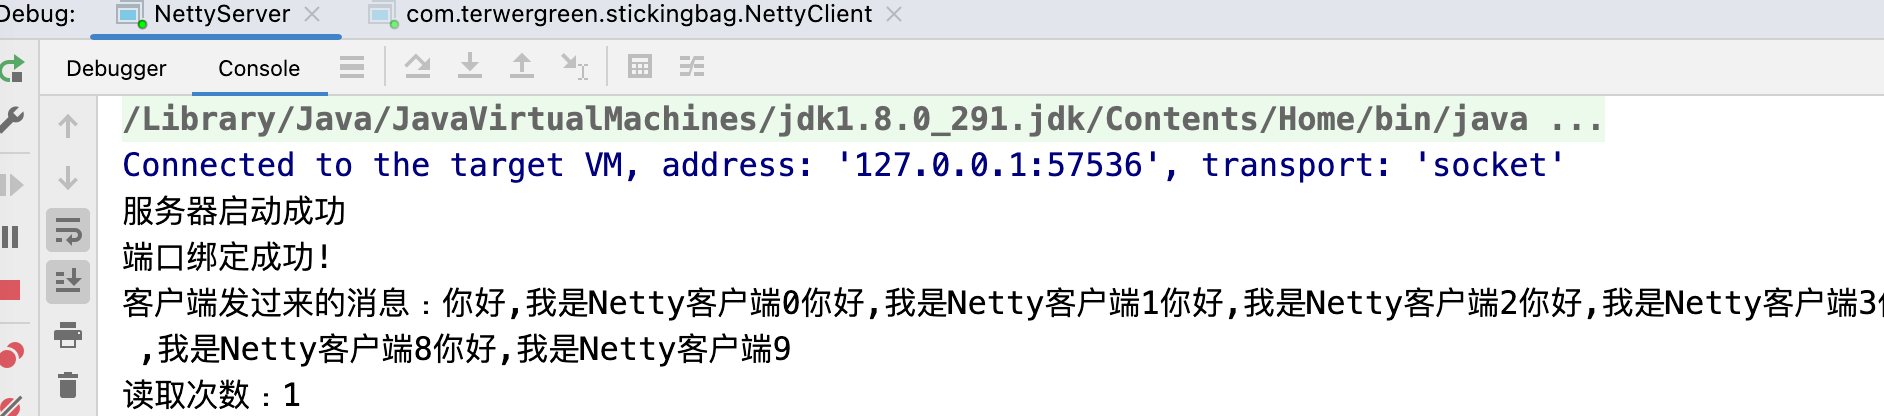 Debug:
NettyServer
com.terwergreen.stickingbag.NettyClient
Debugger
Console
/Library/Java/JavaVirtualMachines/jdk1.8.0_291.jdk/Contents/Home/bin/java ...
Connected to the target VM, address: '127.0.0.1:57536', transport: 'socket'
服务器启动成功
端口绑定成功!
客户端发过来的消息：你好,我是Netty客户端0你好,我是Netty客户端1你好,我是Netty客户端2你好,我是Netty客户端3
,我是Netty客户端8你好,我是Netty客户端9
读取次数：1